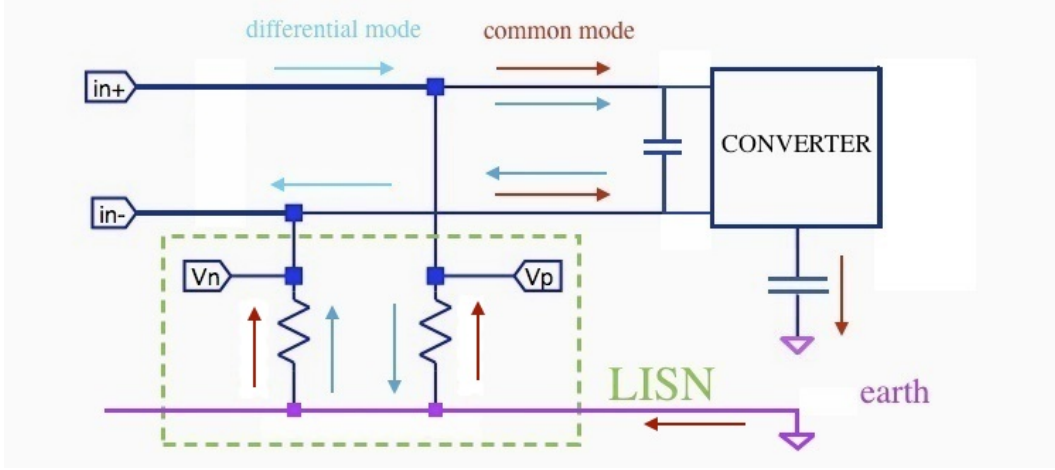 differential mode
common mode
in+
CONVERTER
in-
Vn
Vp
LISN
earth